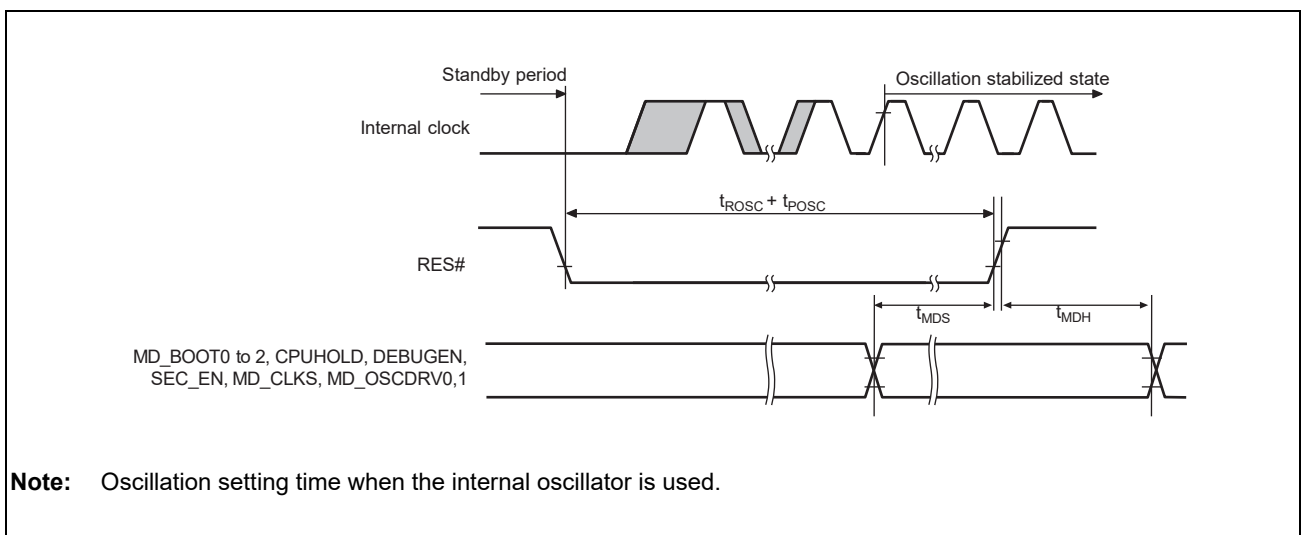 Standby period
Oscillation stabilized state
Internal clock
tROSC + tPOSC
RES#
tMDS
tMDH
MD_BOOT0 to 2, CPUHOLD, DEBUGEN,
SEC_EN, MD_CLKS, MD_OSCDRV0,1
Note: Oscillation setting time when the internal oscillator is used.